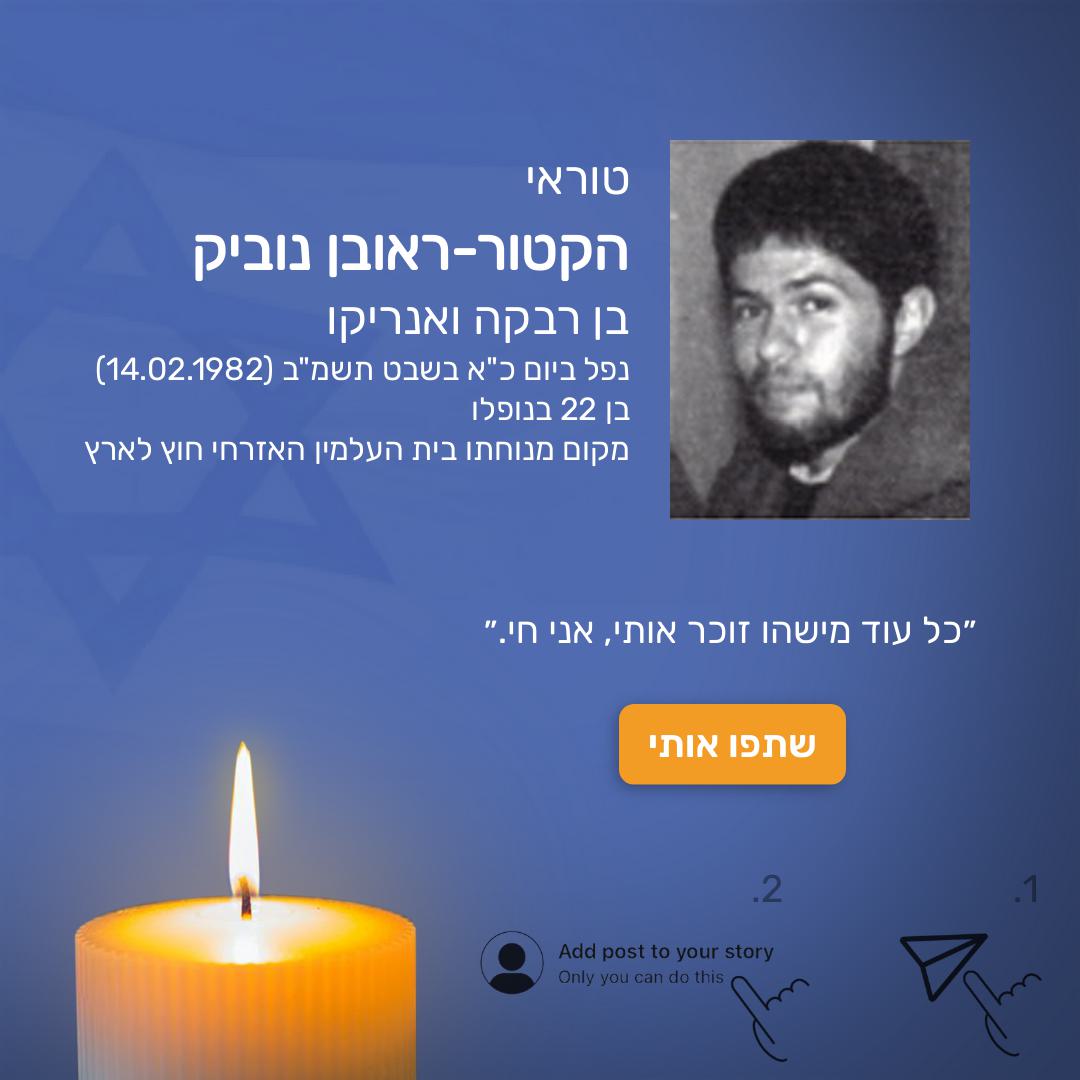 טוראי
הקטור-ראובן נוביק
בן רבקה ואנריקו
נפל ביום כ"א בשבט תשמ"ב (14.02.1982)
בן 22 בנופלו
מקום מנוחתו בית העלמין האזרחי חוץ לארץ
״כל עוד מישהו זוכר אותי, אני חי.״
שתפו אותי
1.
2.
Add post to your story
Only you can do this